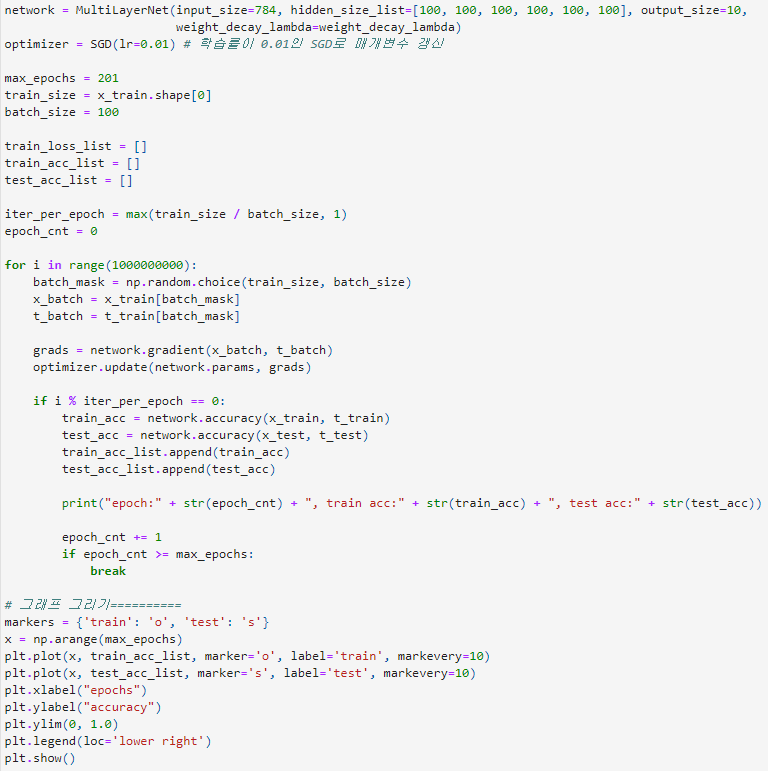 network = MultiLayerNet(input_size=784, hidden_size_list=[100, 100, 100, 100, 100, 100], output_size=10,
                        weight_decay_lambda=weight_decay_lambda)
optimizer = SGD(lr=0.01) # 학습률이 0.01인 SGD로 매개변수 갱신

max_epochs = 201
train_size = x_train.shape[0]
batch_size = 100

train_loss_list = []
train_acc_list = []
test_acc_list = []

iter_per_epoch = max(train_size / batch_size, 1)
epoch_cnt = 0

for i in range(1000000000):
    batch_mask = np.random.choice(train_size, batch_size)
    x_batch = x_train[batch_mask]
    t_batch = t_train[batch_mask]

    grads = network.gradient(x_batch, t_batch)
    optimizer.update(network.params, grads)

    if i % iter_per_epoch == 0:
        train_acc = network.accuracy(x_train, t_train)
        test_acc = network.accuracy(x_test, t_test)
        train_acc_list.append(train_acc)
        test_acc_list.append(test_acc)

        print("epoch:" + str(epoch_cnt) + ", train acc:" + str(train_acc) + ", test acc:" + str(test_acc))

        epoch_cnt += 1
        if epoch_cnt >= max_epochs:
            break

# 그래프 그리기==========
markers = {'train': 'o', 'test': 's'}
x = np.arange(max_epochs)
plt.plot(x, train_acc_list, marker='o', label='train', markevery=10)
plt.plot(x, test_acc_list, marker='s', label='test', markevery=10)
plt.xlabel("epochs")
plt.ylabel("accuracy")
plt.ylim(0, 1.0)
plt.legend(loc='lower right')
plt.show()